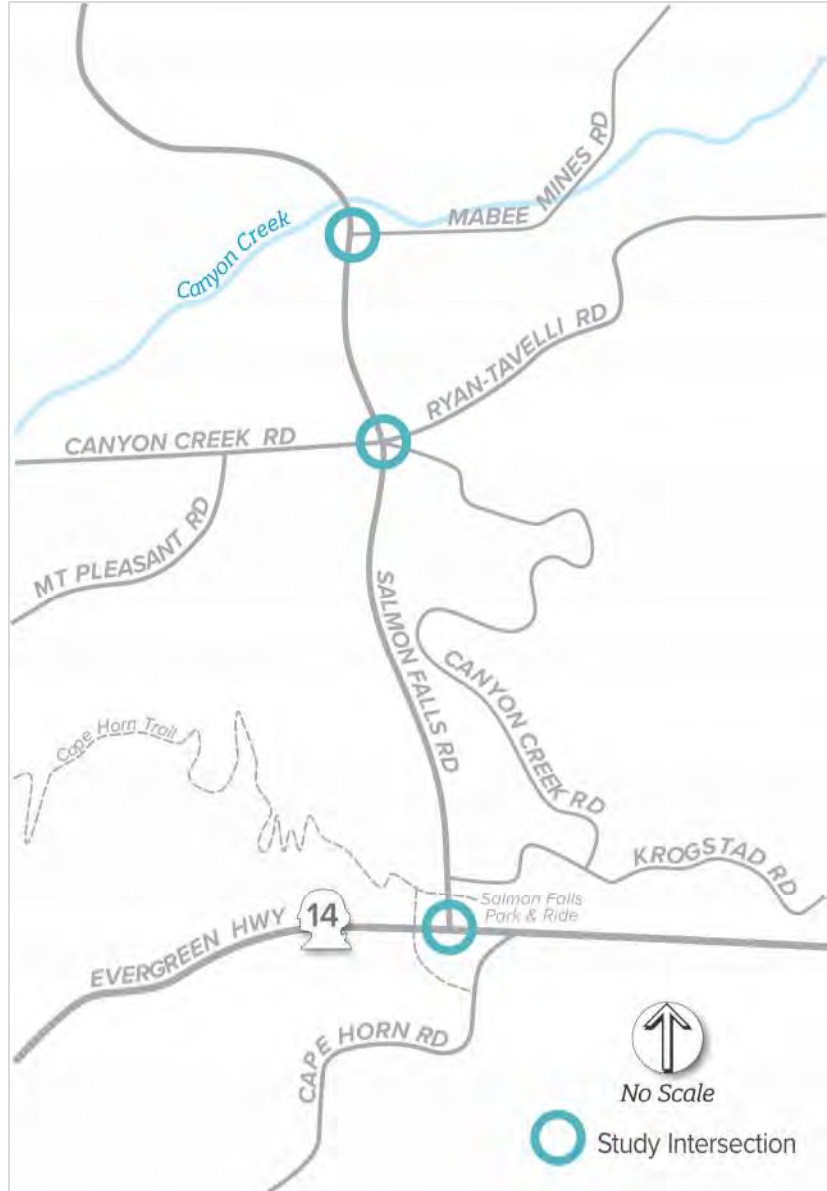 MABEE MINES RD
Canyon Creek
RYAN-TAVELLI RD
CANYON CREEK RD
MT PLEASANT RD
SALMON FALLS RD
CANYON CREEK RD
Cape Horn Trail
KROGSTAD RD
Salmon Falls
Park & Ride
14
EVERGREEN HWY
CAPE HORN RD
No Scale
Study Intersection